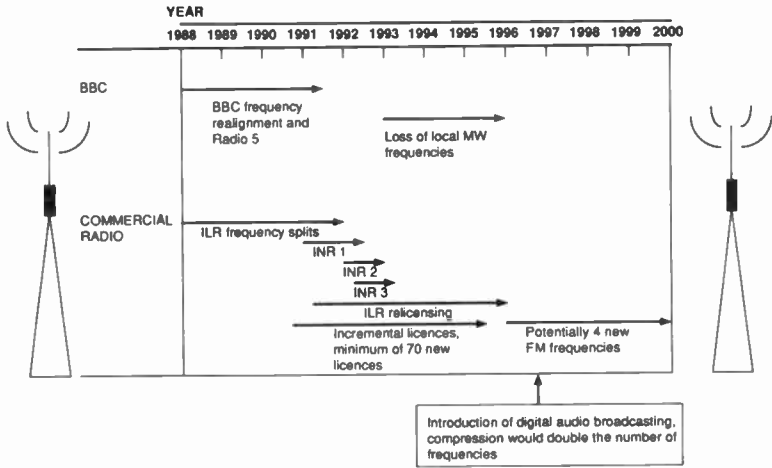 YEAR
1988 1989 1990 1991 1992 1993 1994 1995 1996 1997 1998 1999 2000
BBC
BBC frequency
realignment and
Radio 5
Loss of local MW
frequencies
COMMERCIAL
RADIO
ILR frequency splits
INR 1
INR 2
INR 3
ILR relicensing
Incremental licences,
minimum of 70 new
licences
Potentially 4 new
FM frequencies
Introduction of digital audio broadcasting,
compression would double the number of
frequencies